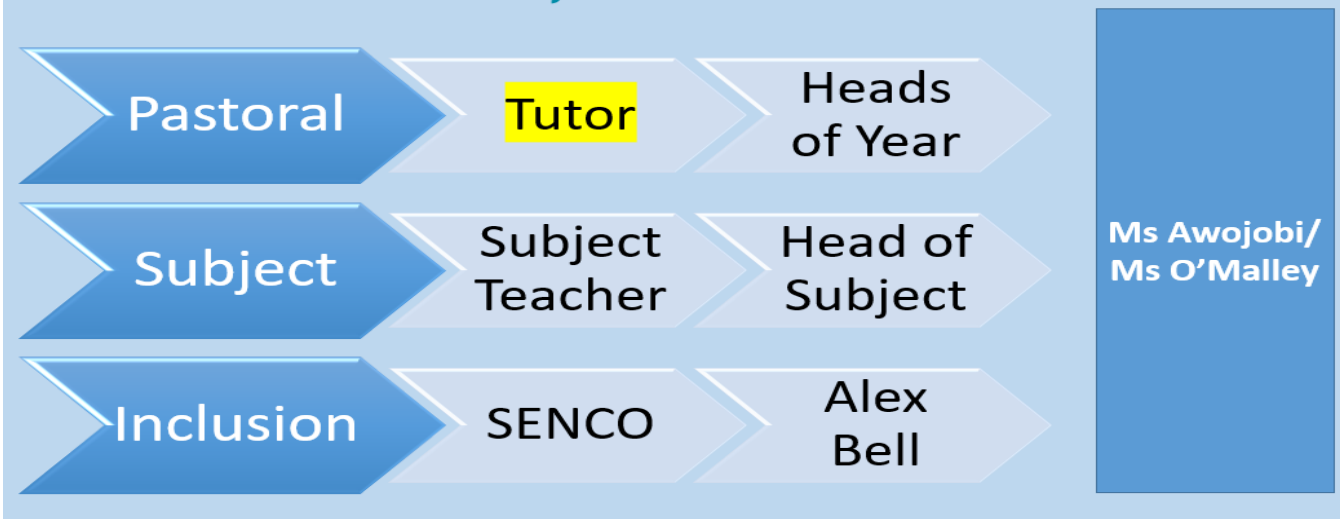 Pastoral
Tutor
Heads
of Year
Subject
Subject
Teacher
Head of
Subject
Inclusion
SENCO
Alex
Bell
Ms Awojobi/
Ms O’Malley